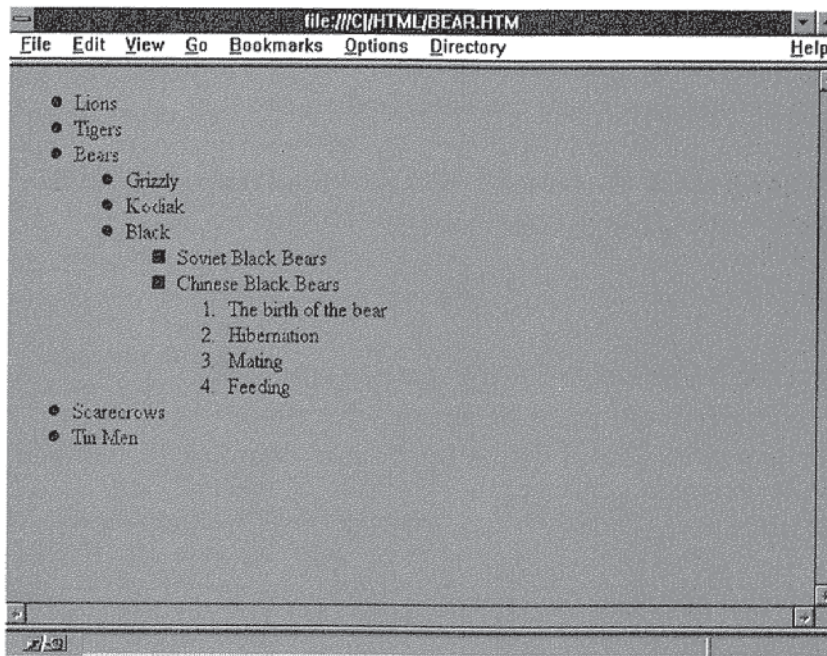 file:///C|/HTML/BEAR.HTM
File Edit View Go Bookmarks Options Directory Help
Lions
Tigers
Bears
Grizzly
Kodiak
Black
Soviet Black Bears
Chinese Black Bears
1. The birth of the bear
2. Hibernation
3. Mating
4. Feeding
Scarecrows
Tin Men